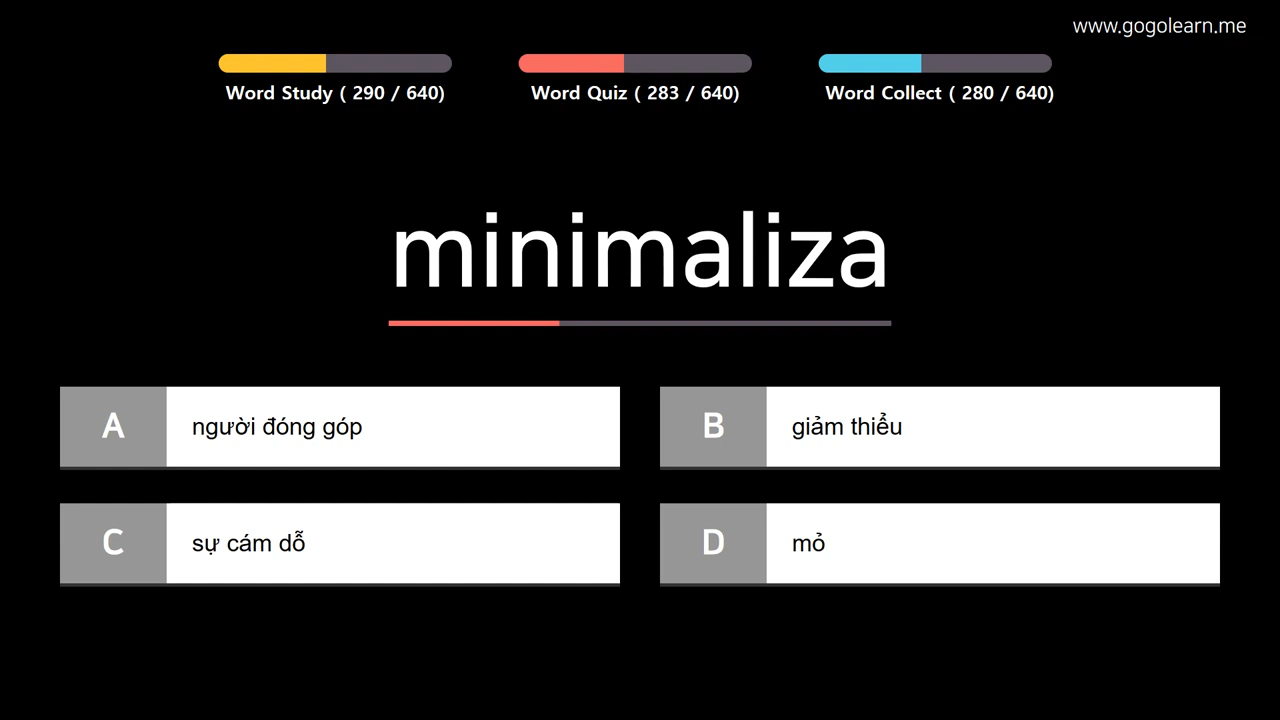 www.gogolearn.me
Word Study ( 290 / 640)
Word Quiz ( 283 / 640)
Word Collect ( 280 / 640)
minimaliza
A
người đóng góp
B
giảm thiểu
C
sự cám dỗ
D
mỏ